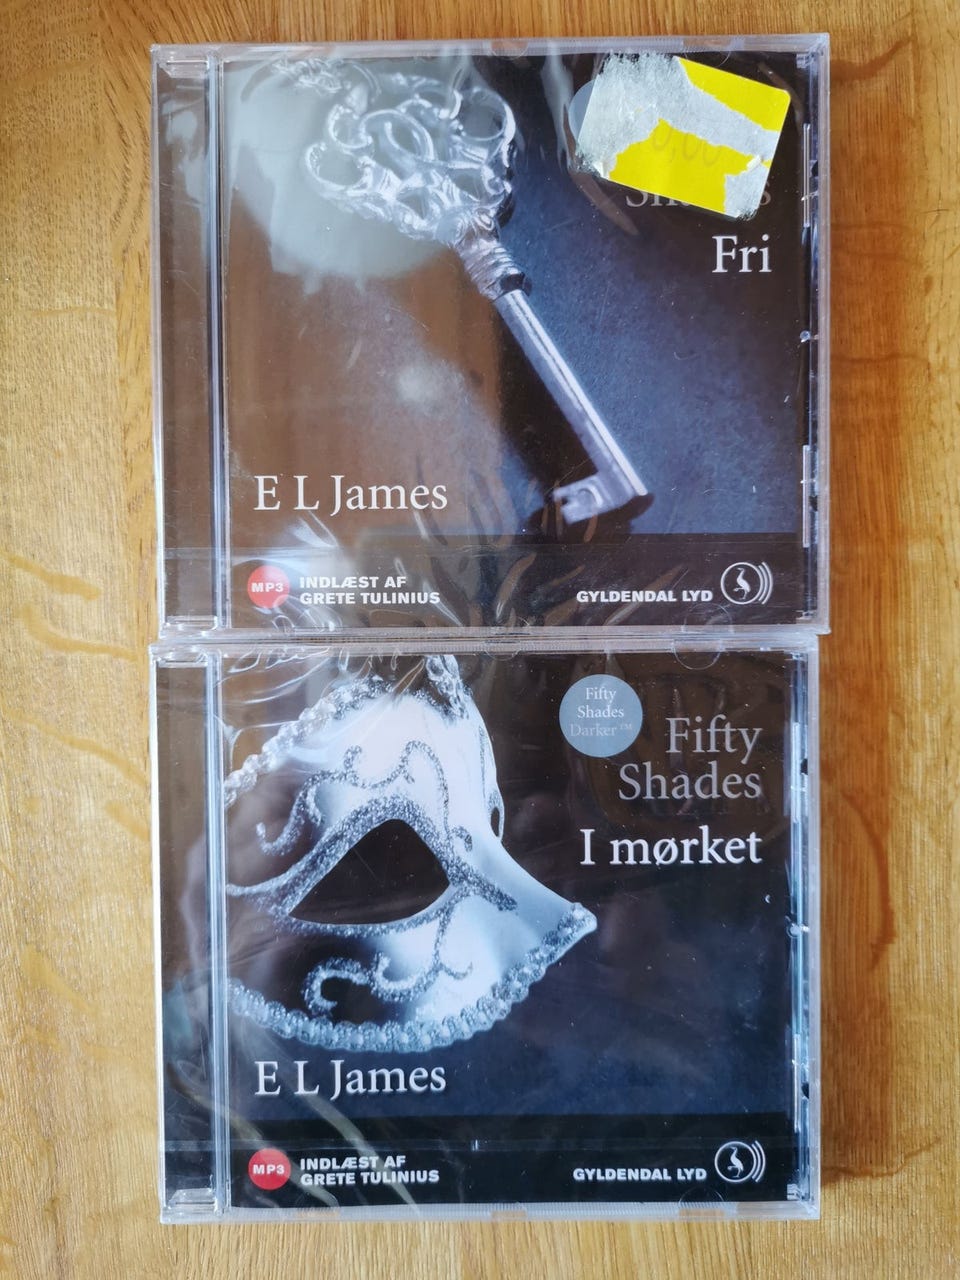 Shades
Fri
E L James
MP3
INDLÆST AF
GRETE TULINIUS
GYLDENDAL LYD
Fifty
Shades
Darker™
Fifty
Shades
I mørket
E L James
MP3
INDLÆST AF
GRETE TULINIUS
GYLDENDAL LYD